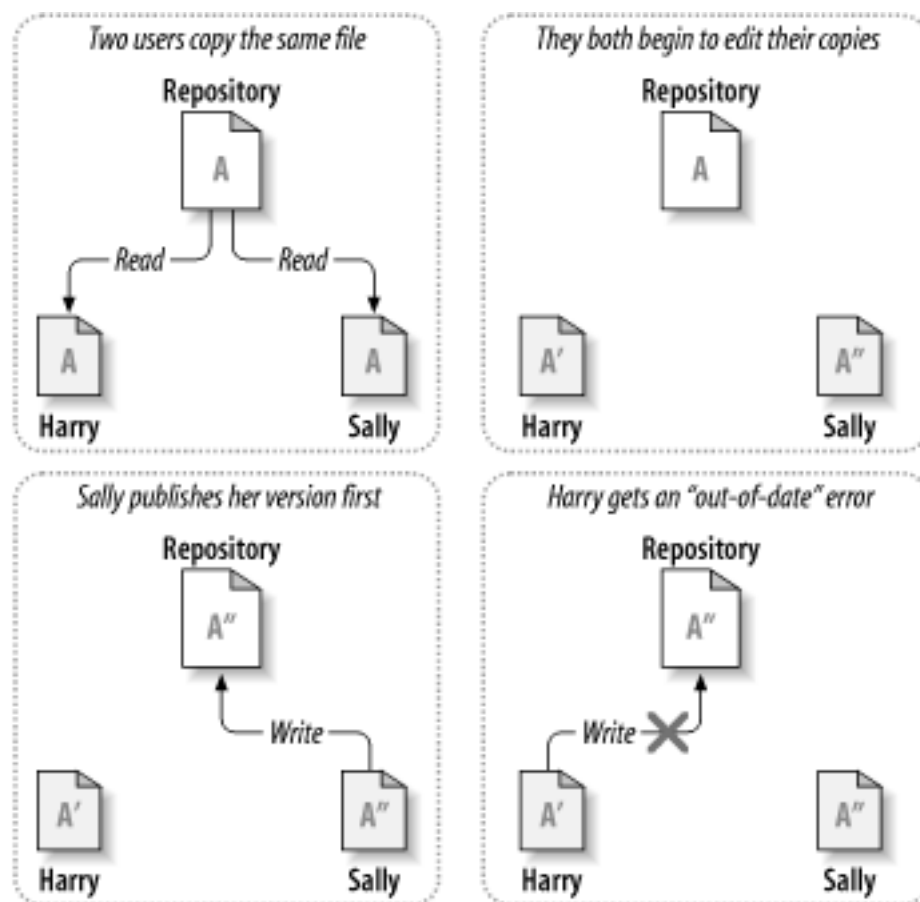 Two users copy the same file
Repository
A
Read Read
A A
Harry Sally
They both begin to edit their copies
Repository
A
A' A"
Harry Sally
Sally publishes her version first
Repository
A"
Write
A' A"
Harry Sally
Harry gets an “out-of-date” error
Repository
A"
Write
A' A"
Harry Sally